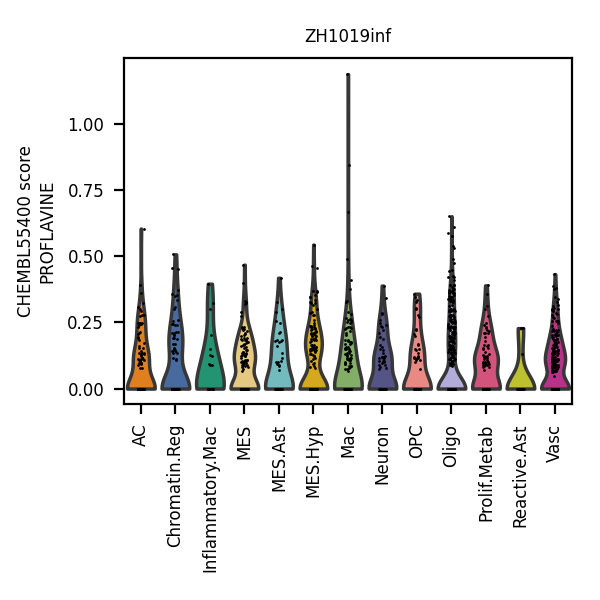 ZH1019inf
CHEMBL55400 score
PROFLAVINE
1.00
0.75
0.50
0.25
0.00
AC
Chromatin.Reg
Inflammatory.Mac
MES
MES.Ast
MES.Hyp
Mac
Neuron
OPC
Oligo
Prolif.Metab
Reactive.Ast
Vasc